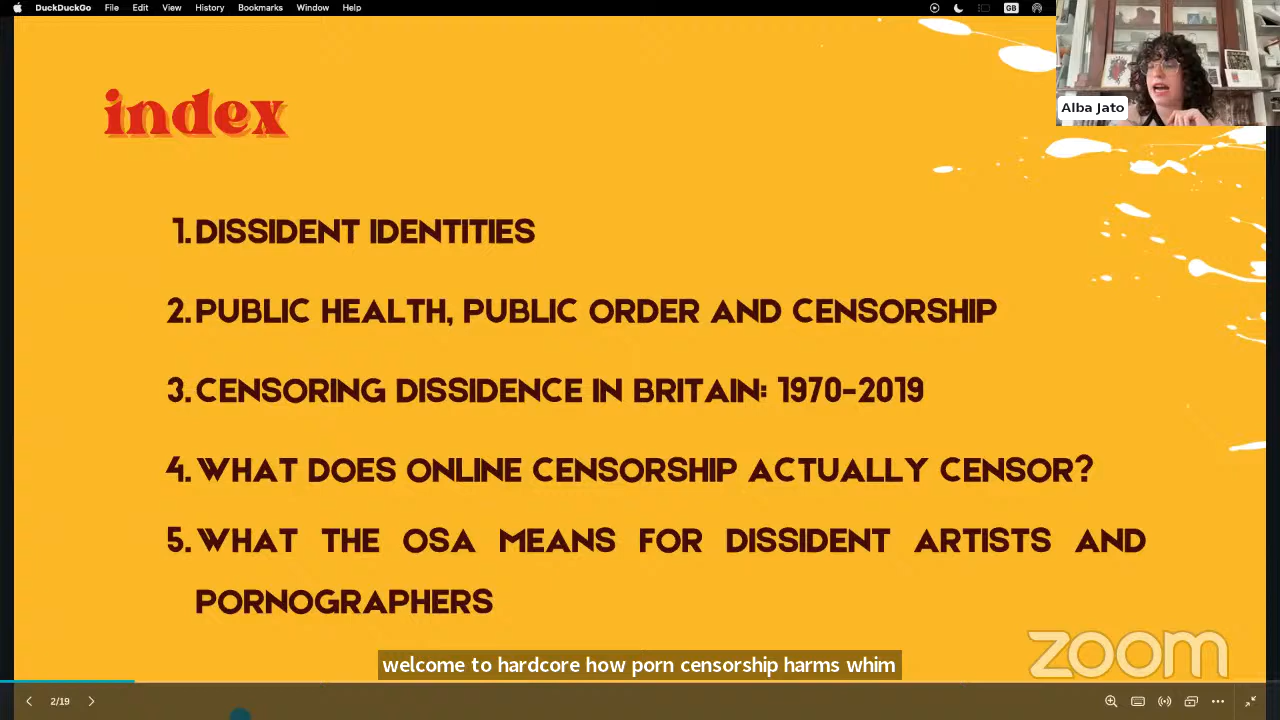 DuckDuckGo File Edit View History Bookmarks Window Help GB
Alba Jato
index
1. DISSIDENT IDENTITIES
2. PUBLIC HEALTH, PUBLIC ORDER AND CENSORSHIP
3. CENSORING DISSIDENCE IN BRITAIN: 1970-2019
4. WHAT DOES ONLINE CENSORSHIP ACTUALLY CENSOR?
5. WHAT THE OSA MEANS FOR DISSIDENT ARTISTS AND
PORNOGRAPHERS
welcome to hardcore how porn censorship harms whim
zoom
2/19